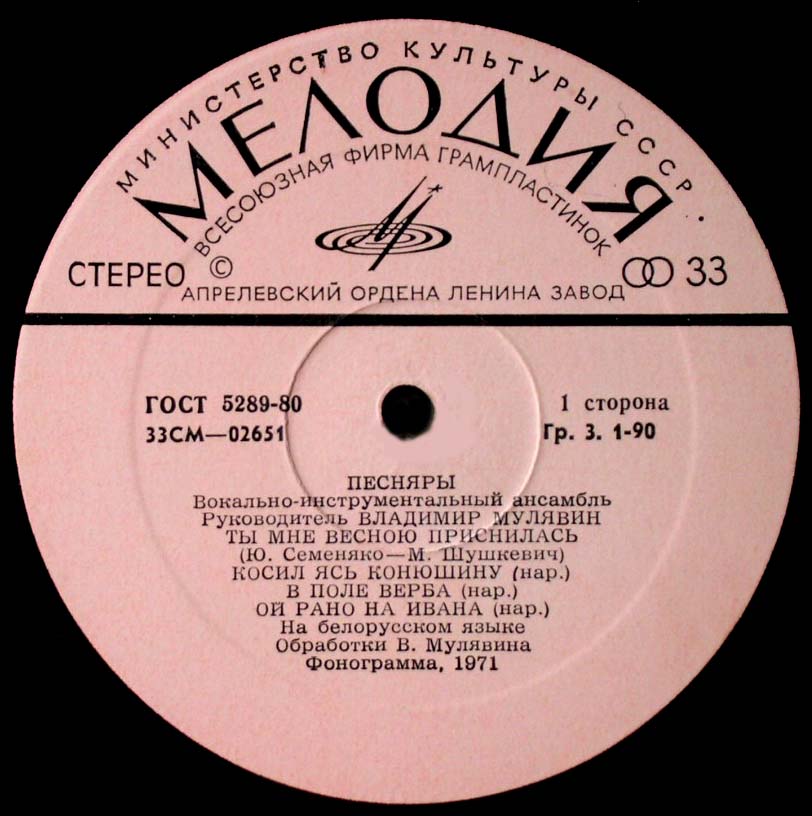 МИНИСТЕРСТВО КУЛЬТУРЫ СССР
МЕЛОДИЯ
ВСЕСОЮЗНАЯ ФИРМА ГРАМПЛАСТИНОК
СТЕРЕО © 33
АПРЕЛЕВСКИЙ ОРДЕНА ЛЕНИНА ЗАВОД
ГОСТ 5289-80 1 сторона
33СМ—02651 Гр. 3. 1-90
ПЕСНЯРЫ
Вокально-инструментальный ансамбль
Руководитель ВЛАДИМИР МУЛЯВИН
ТЫ МНЕ ВЕСНОЮ ПРИСНИЛАСЬ
(Ю. Семеняко—М. Шушкевич)
КОСИЛ ЯСЬ КОНЮШИНУ (нар.)
В ПОЛЕ ВЕРБА (нар.)
ОЙ РАНО НА ИВАНА (нар.)
На белорусском языке
Обработки В. Мулявина
Фонограмма, 1971